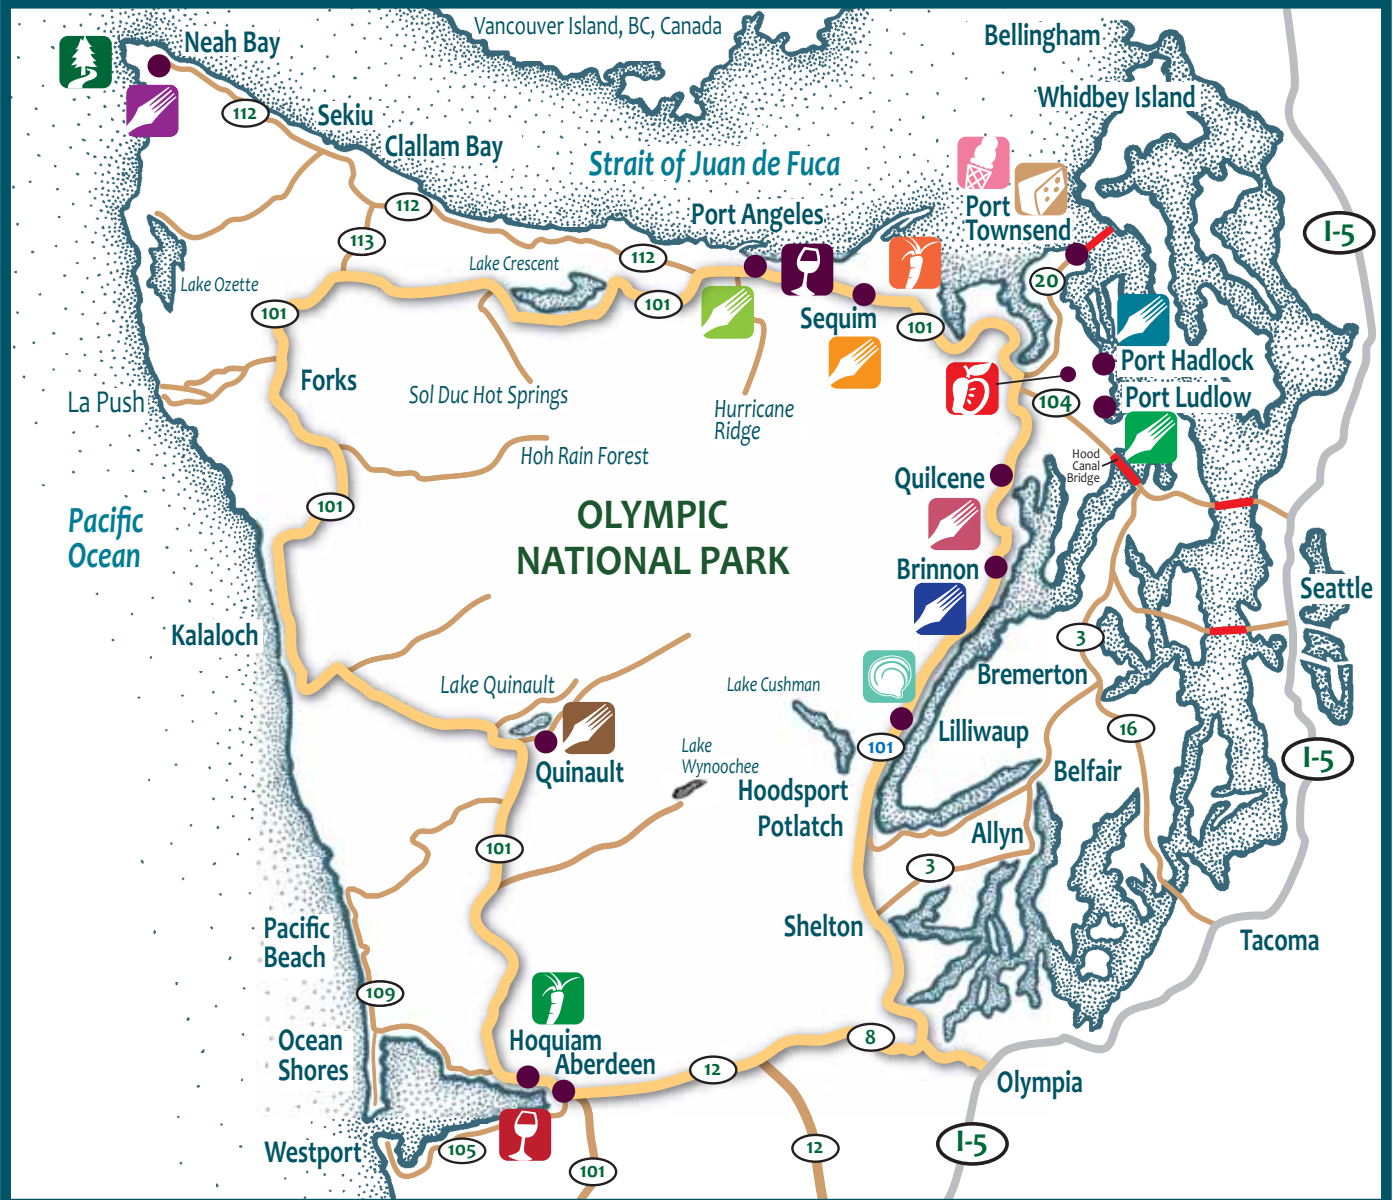 Vancouver Island, BC, Canada
Bellingham
Neah Bay
Whidbey Island
112
Sekiu
Clallam Bay
Strait of Juan de Fuca
112
Port Angeles
Port
Townsend
I-5
113
112
Lake Crescent
Lake Ozette
20
101
101
Sequim
101
Port Hadlock
Forks
Sol Duc Hot Springs
Hurricane
Ridge
104
Port Ludlow
La Push
Hoh Rain Forest
Hood
Canal
Bridge
Quilcene
101
OLYMPIC
NATIONAL PARK
Pacific
Ocean
Brinnon
Seattle
Kalaloch
3
Bremerton
Lake Quinault
Lake Cushman
Lilliwaup
16
101
Lake
Wynoochee
I-5
Quinault
Belfair
Hoodsport
Potlatch
Allyn
101
3
Shelton
Pacific
Beach
Tacoma
109
Hoquiam
Aberdeen
Ocean
Shores
8
12
Olympia
Westport
105
101
12
I-5